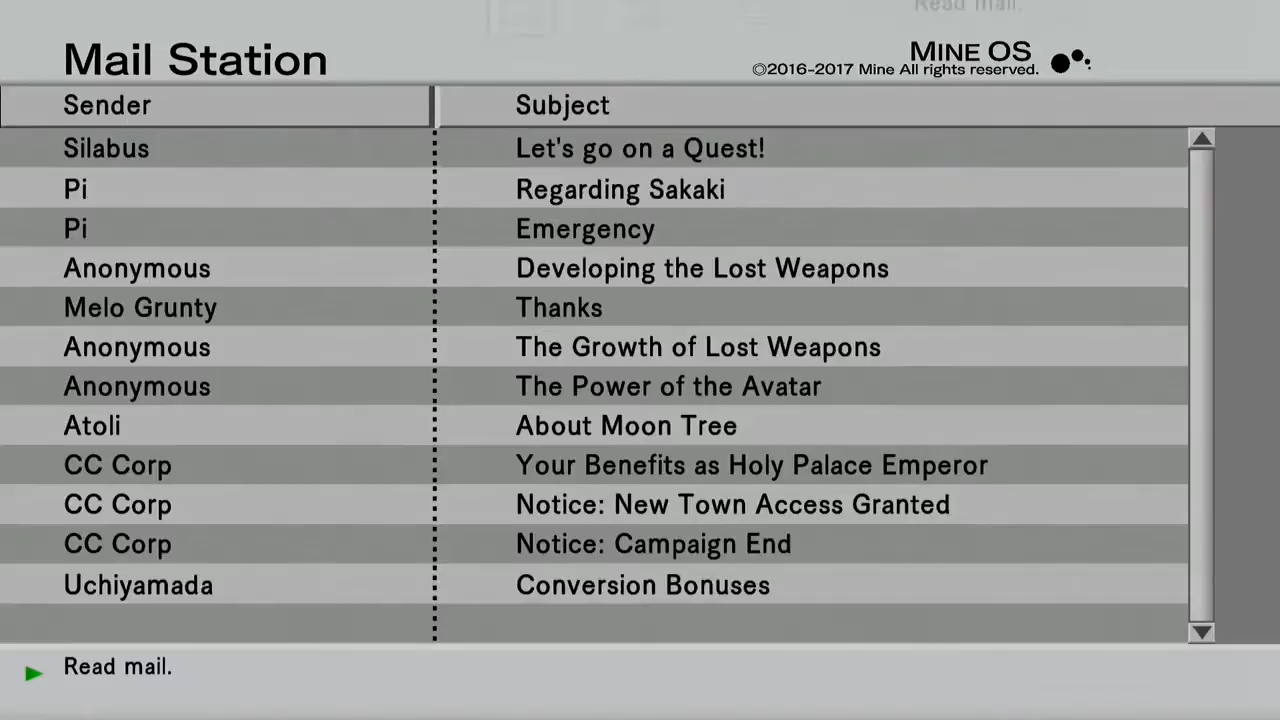 Read mail.
Mail Station
MINE OS
©2016-2017 Mine All rights reserved.
Sender Subject
Silabus Let's go on a Quest!
Pi Regarding Sakaki
Pi Emergency
Anonymous Developing the Lost Weapons
Melo Grunty Thanks
Anonymous The Growth of Lost Weapons
Anonymous The Power of the Avatar
Atoli About Moon Tree
CC Corp Your Benefits as Holy Palace Emperor
CC Corp Notice: New Town Access Granted
CC Corp Notice: Campaign End
Uchiyamada Conversion Bonuses
Read mail.